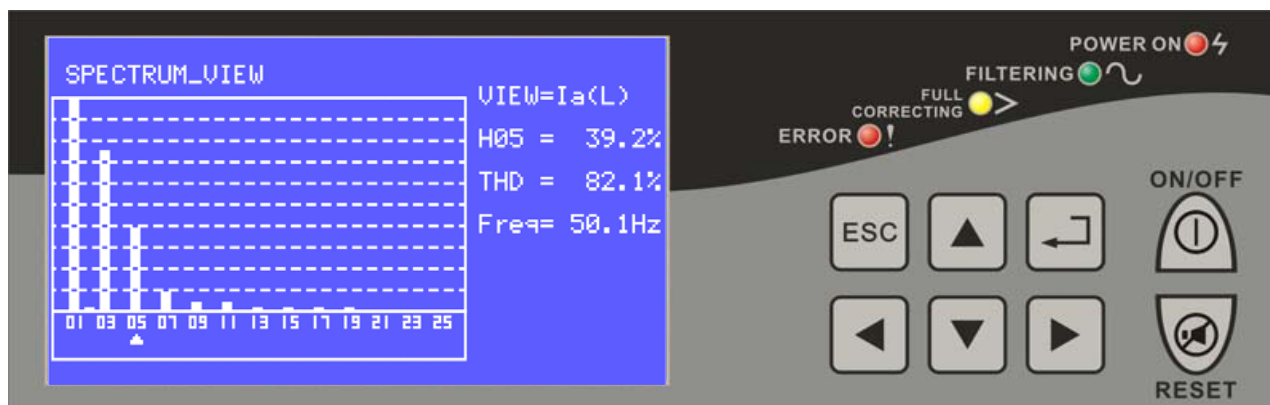 SPECTRUM_VIEW
VIEW=Ia(L)
H05 = 39.2%
THD = 82.1%
Freq= 50.1Hz
01 03 05 07 09 11 13 15 17 19 21 23 25
POWER ON
FILTERING
FULL
CORRECTING
ERROR !
ESC
ON/OFF
RESET